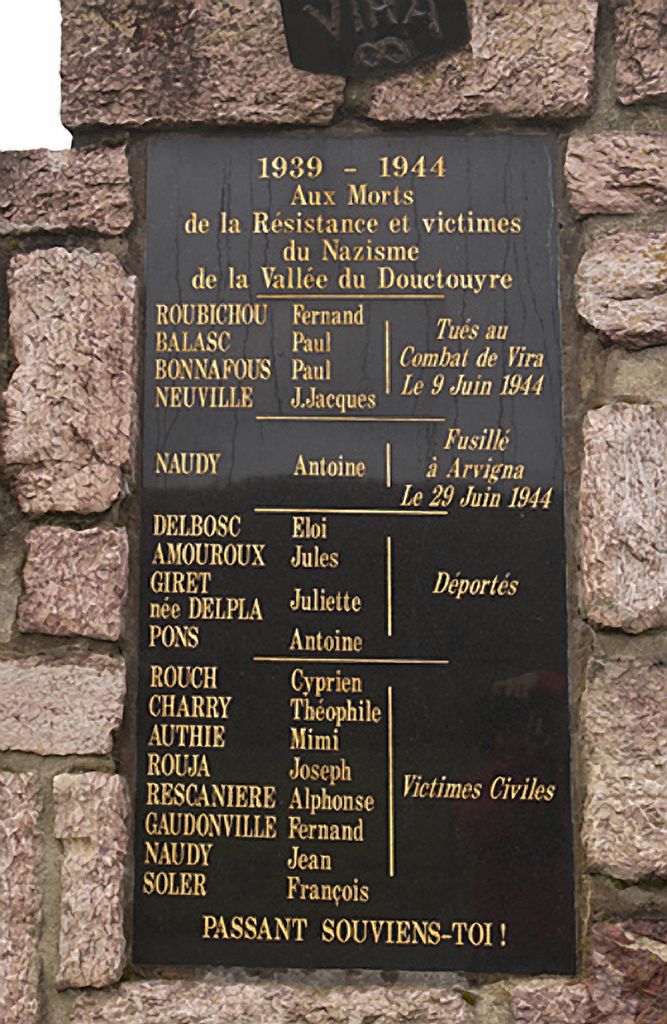 VIRA
1939 - 1944
Aux Morts
de la Résistance et victimes
du Nazisme
de la Vallée du Douctouyre
ROUBICHOU Fernand
BALASC Paul
BONNAFOUS Paul
NEUVILLE J.Jacques
Tués au
Combat de Vira
Le 9 Juin 1944
NAUDY Antoine
Fusillé
à Arvigna
Le 29 Juin 1944
DELBOSC Eloi
AMOUROUX Jules
GIRET
née DELPLA Juliette
PONS Antoine
Déportés
ROUCH Cyprien
CHARRY Théophile
AUTHIE Mimi
ROUJA Joseph
RESCANIERE Alphonse
GAUDONVILLE Fernand
NAUDY Jean
SOLER François
Victimes Civiles
PASSANT SOUVIENS-TOI !